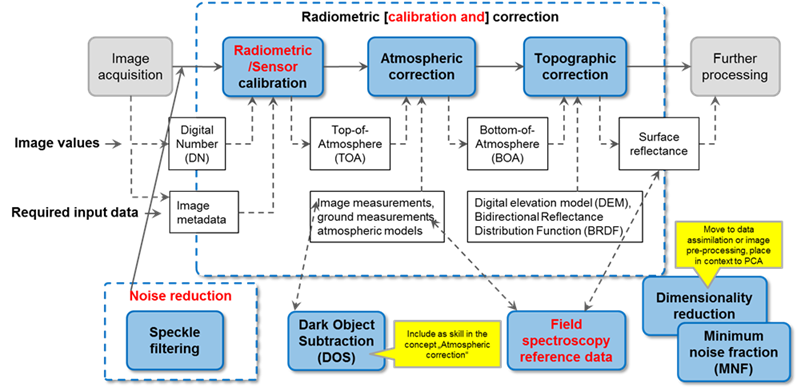 Radiometric [calibration and] correction
Image
acquisition
Radiometric
/Sensor
calibration
Atmospheric
correction
Topographic
correction
Further
processing
Image values
Digital
Number
(DN)
Top-of-
Atmosphere
(TOA)
Bottom-of-
Atmosphere
(BOA)
Surface
reflectance
Required input data
Image
metadata
Image measurements,
ground measurements,
atmospheric models
Digital elevation model (DEM),
Bidirectional Reflectance
Distribution Function (BRDF)
Move to data
assimilation or image
pre-processing, place
in context to PCA
Noise reduction
Speckle
filtering
Dark Object
Subtraction
(DOS)
Include as skill in the
concept „Atmospheric
correction“
Field
spectroscopy
reference data
Dimensionality
reduction
Minimum
noise fraction
(MNF)